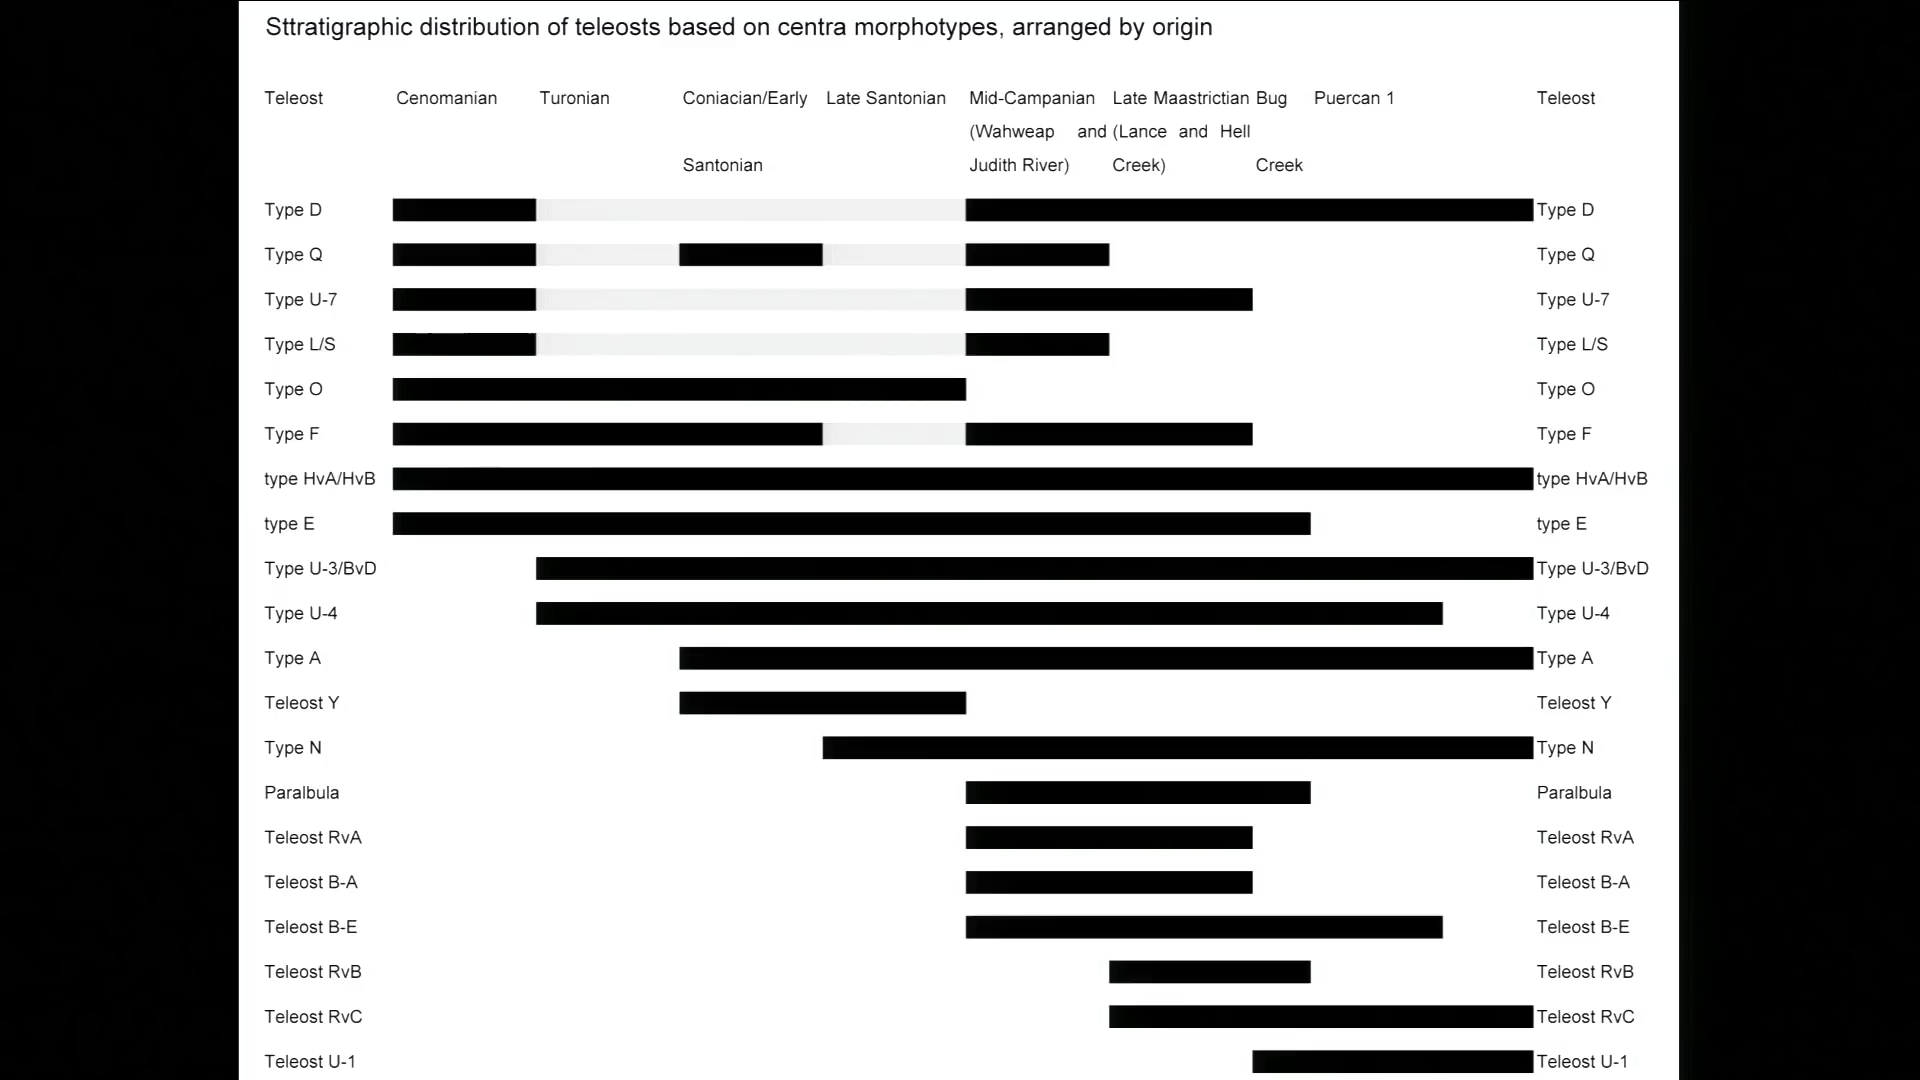 Sttratigraphic distribution of teleosts based on centra morphotypes, arranged by origin
Teleost Cenomanian Turonian Coniacian/Early Late Santonian Mid-Campanian Late Maastrictian Bug Puercan 1 Teleost
(Wahweap and (Lance and Hell
Santonian Judith River) Creek) Creek
Type D Type D
Type Q Type Q
Type U-7 Type U-7
Type L/S Type L/S
Type O Type O
Type F Type F
type HvA/HvB type HvA/HvB
type E type E
Type U-3/BvD Type U-3/BvD
Type U-4 Type U-4
Type A Type A
Teleost Y Teleost Y
Type N Type N
Paralbula Paralbula
Teleost RvA Teleost RvA
Teleost B-A Teleost B-A
Teleost B-E Teleost B-E
Teleost RvB Teleost RvB
Teleost RvC Teleost RvC
Teleost U-1 Teleost U-1